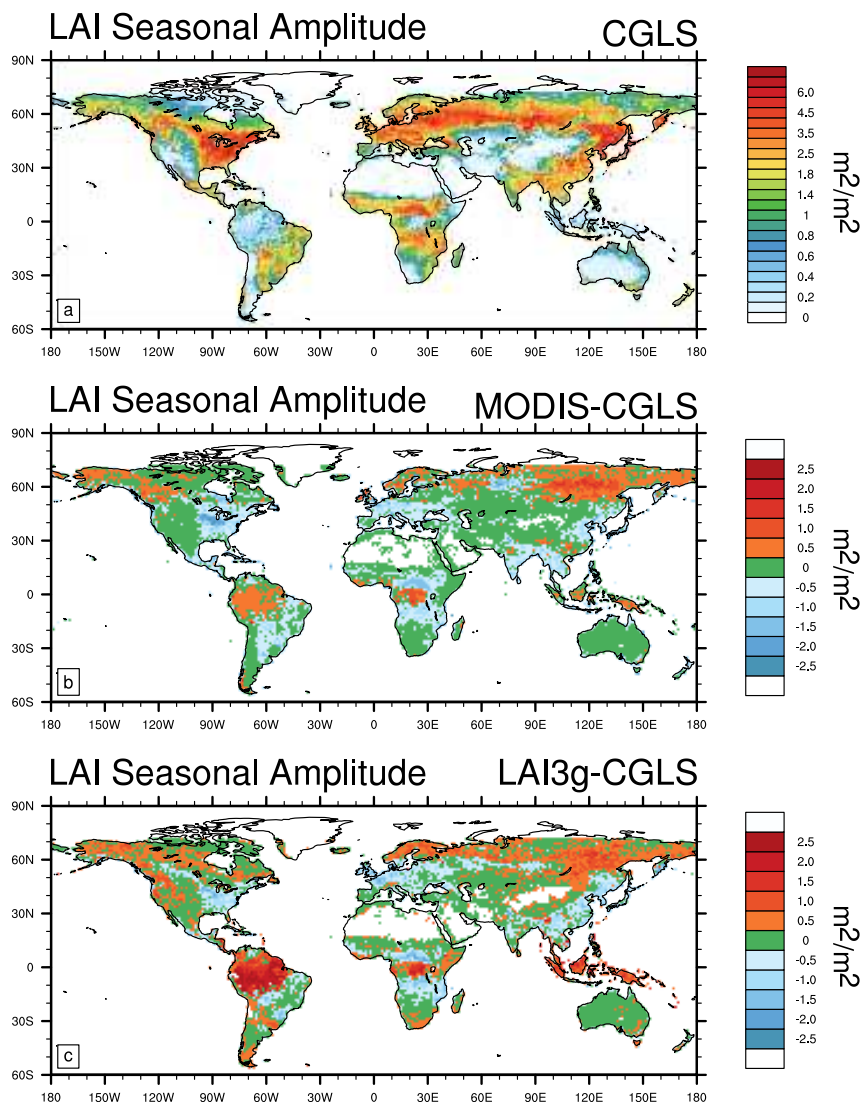 LAI Seasonal Amplitude CGLS
90N
60N
30N
0
30S
60S
a
180 150W 120W 90W 60W 30W 0 30E 60E 90E 120E 150E 180
6.0
4.5
3.5
2.5
1.8
1.4
1
0.8
0.6
0.4
0.2
0
m2/m2
LAI Seasonal Amplitude MODIS-CGLS
90N
60N
30N
0
30S
60S
b
180 150W 120W 90W 60W 30W 0 30E 60E 90E 120E 150E 180
2.5
2.0
1.5
1.0
0.5
0
-0.5
-1.0
-1.5
-2.0
-2.5
m2/m2
LAI Seasonal Amplitude LAI3g-CGLS
90N
60N
30N
0
30S
60S
c
180 150W 120W 90W 60W 30W 0 30E 60E 90E 120E 150E 180
2.5
2.0
1.5
1.0
0.5
0
-0.5
-1.0
-1.5
-2.0
-2.5
m2/m2